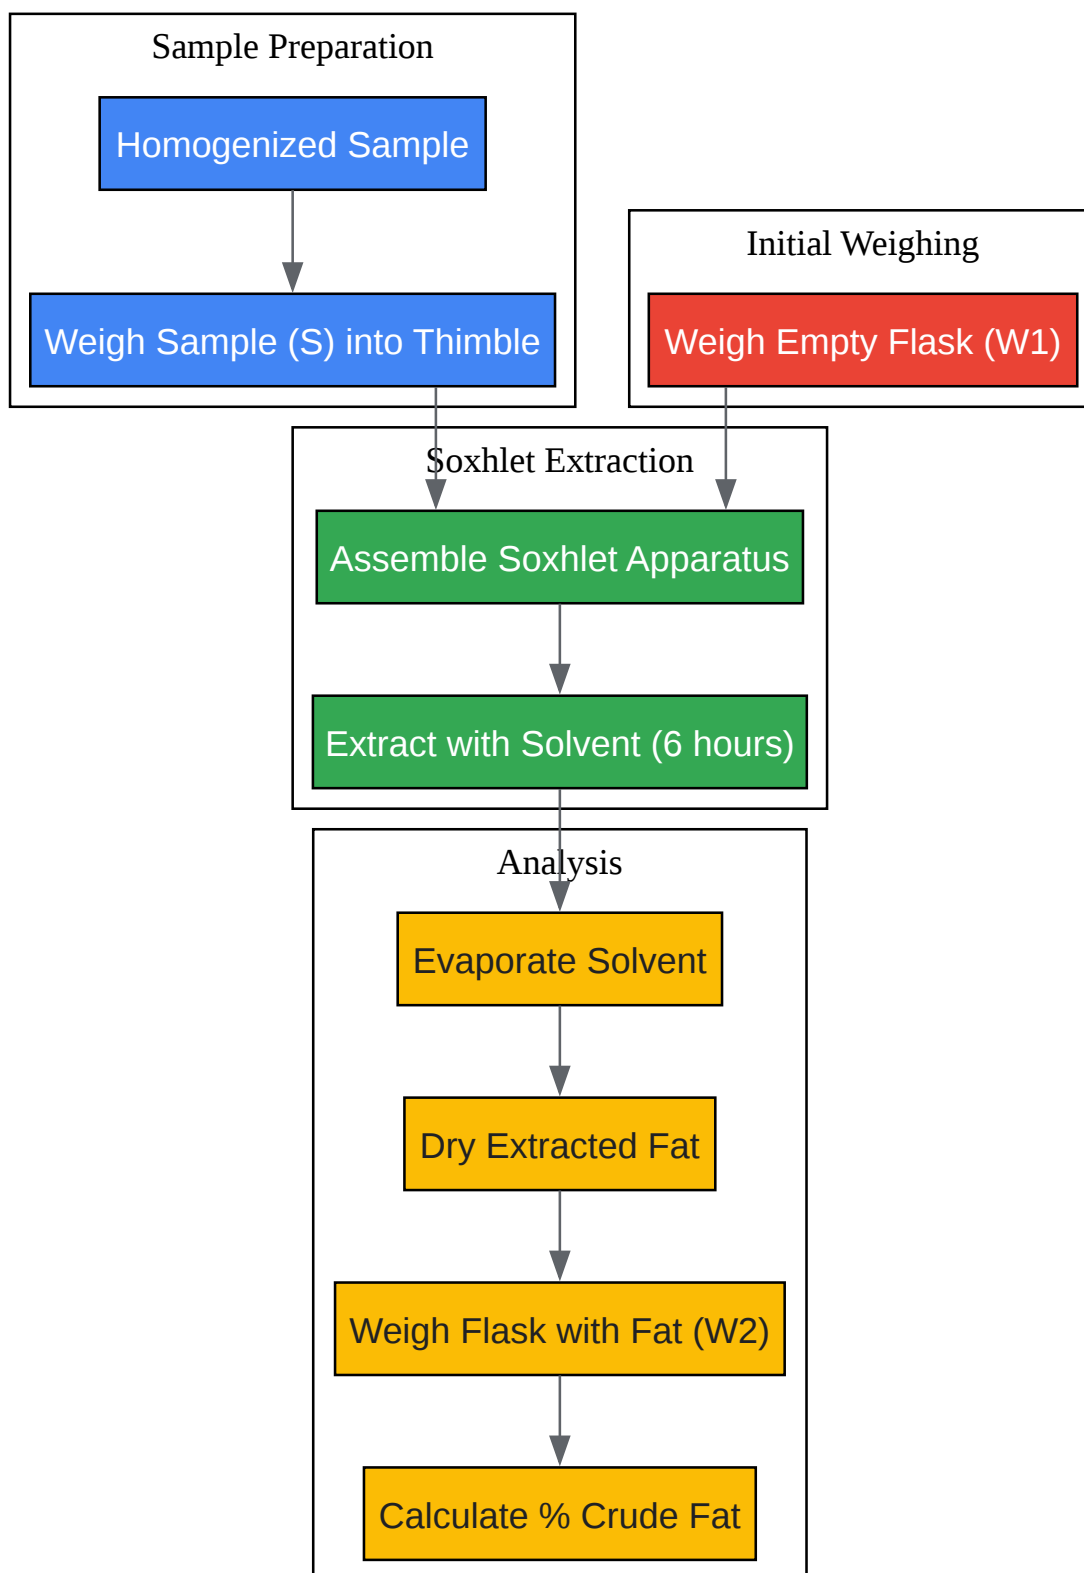 Sample Preparation
Homogenized Sample
Weigh Sample (S) into Thimble
Initial Weighing
Weigh Empty Flask (W1)
Soxhlet Extraction
Assemble Soxhlet Apparatus
Extract with Solvent (6 hours)
Analysis
Evaporate Solvent
Dry Extracted Fat
Weigh Flask with Fat (W2)
Calculate % Crude Fat